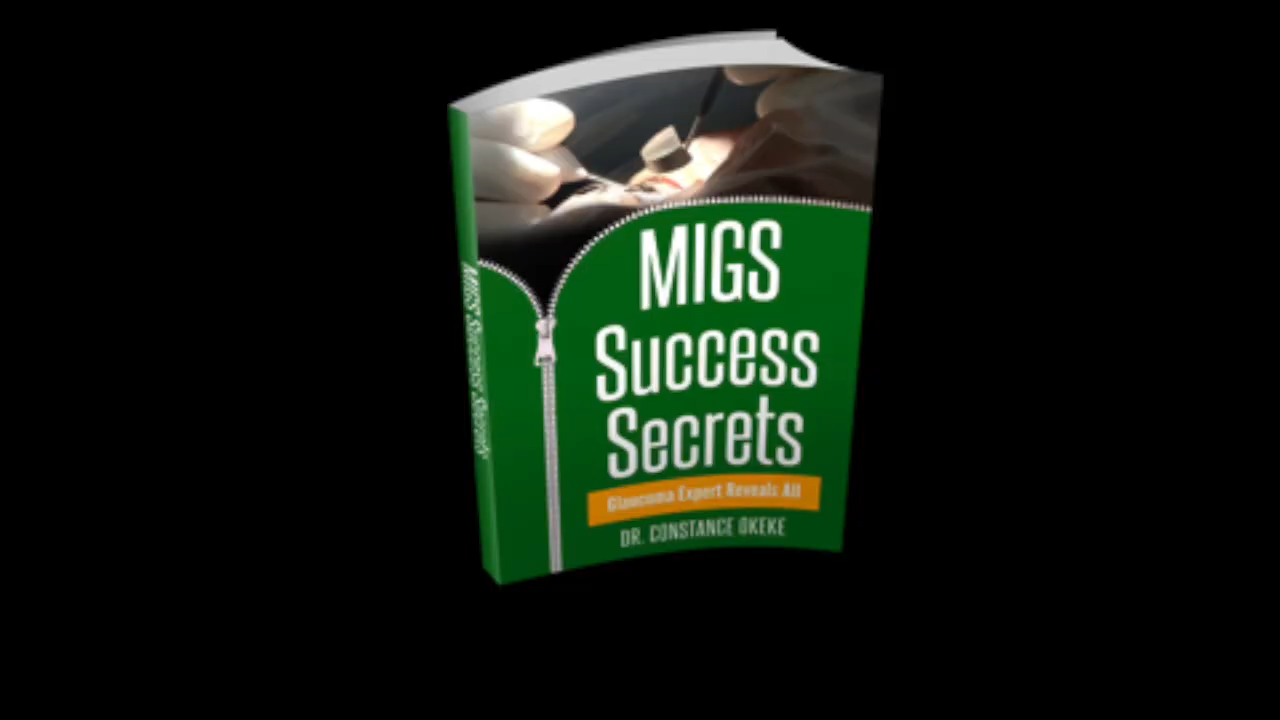 MIGS
Success
Secrets
Glaucoma Expert Reveals All
DR. CONSTANCE OKEKE
MIGS Success Secrets